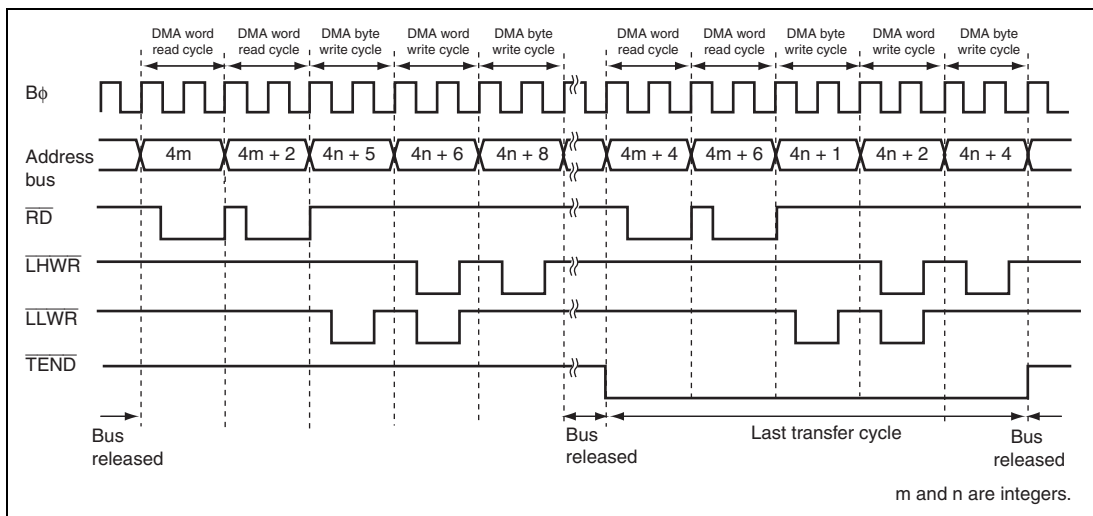 DMA word read cycle
DMA word read cycle
DMA byte write cycle
DMA word write cycle
DMA byte write cycle
DMA word read cycle
DMA word read cycle
DMA byte write cycle
DMA word write cycle
DMA byte write cycle
Bϕ
Address bus
4m
4m + 2
4n + 5
4n + 6
4n + 8
4m + 4
4m + 6
4n + 1
4n + 2
4n + 4
RD
LHWR
LLWR
TEND
Bus released
Bus released
Last transfer cycle
Bus released
m and n are integers.